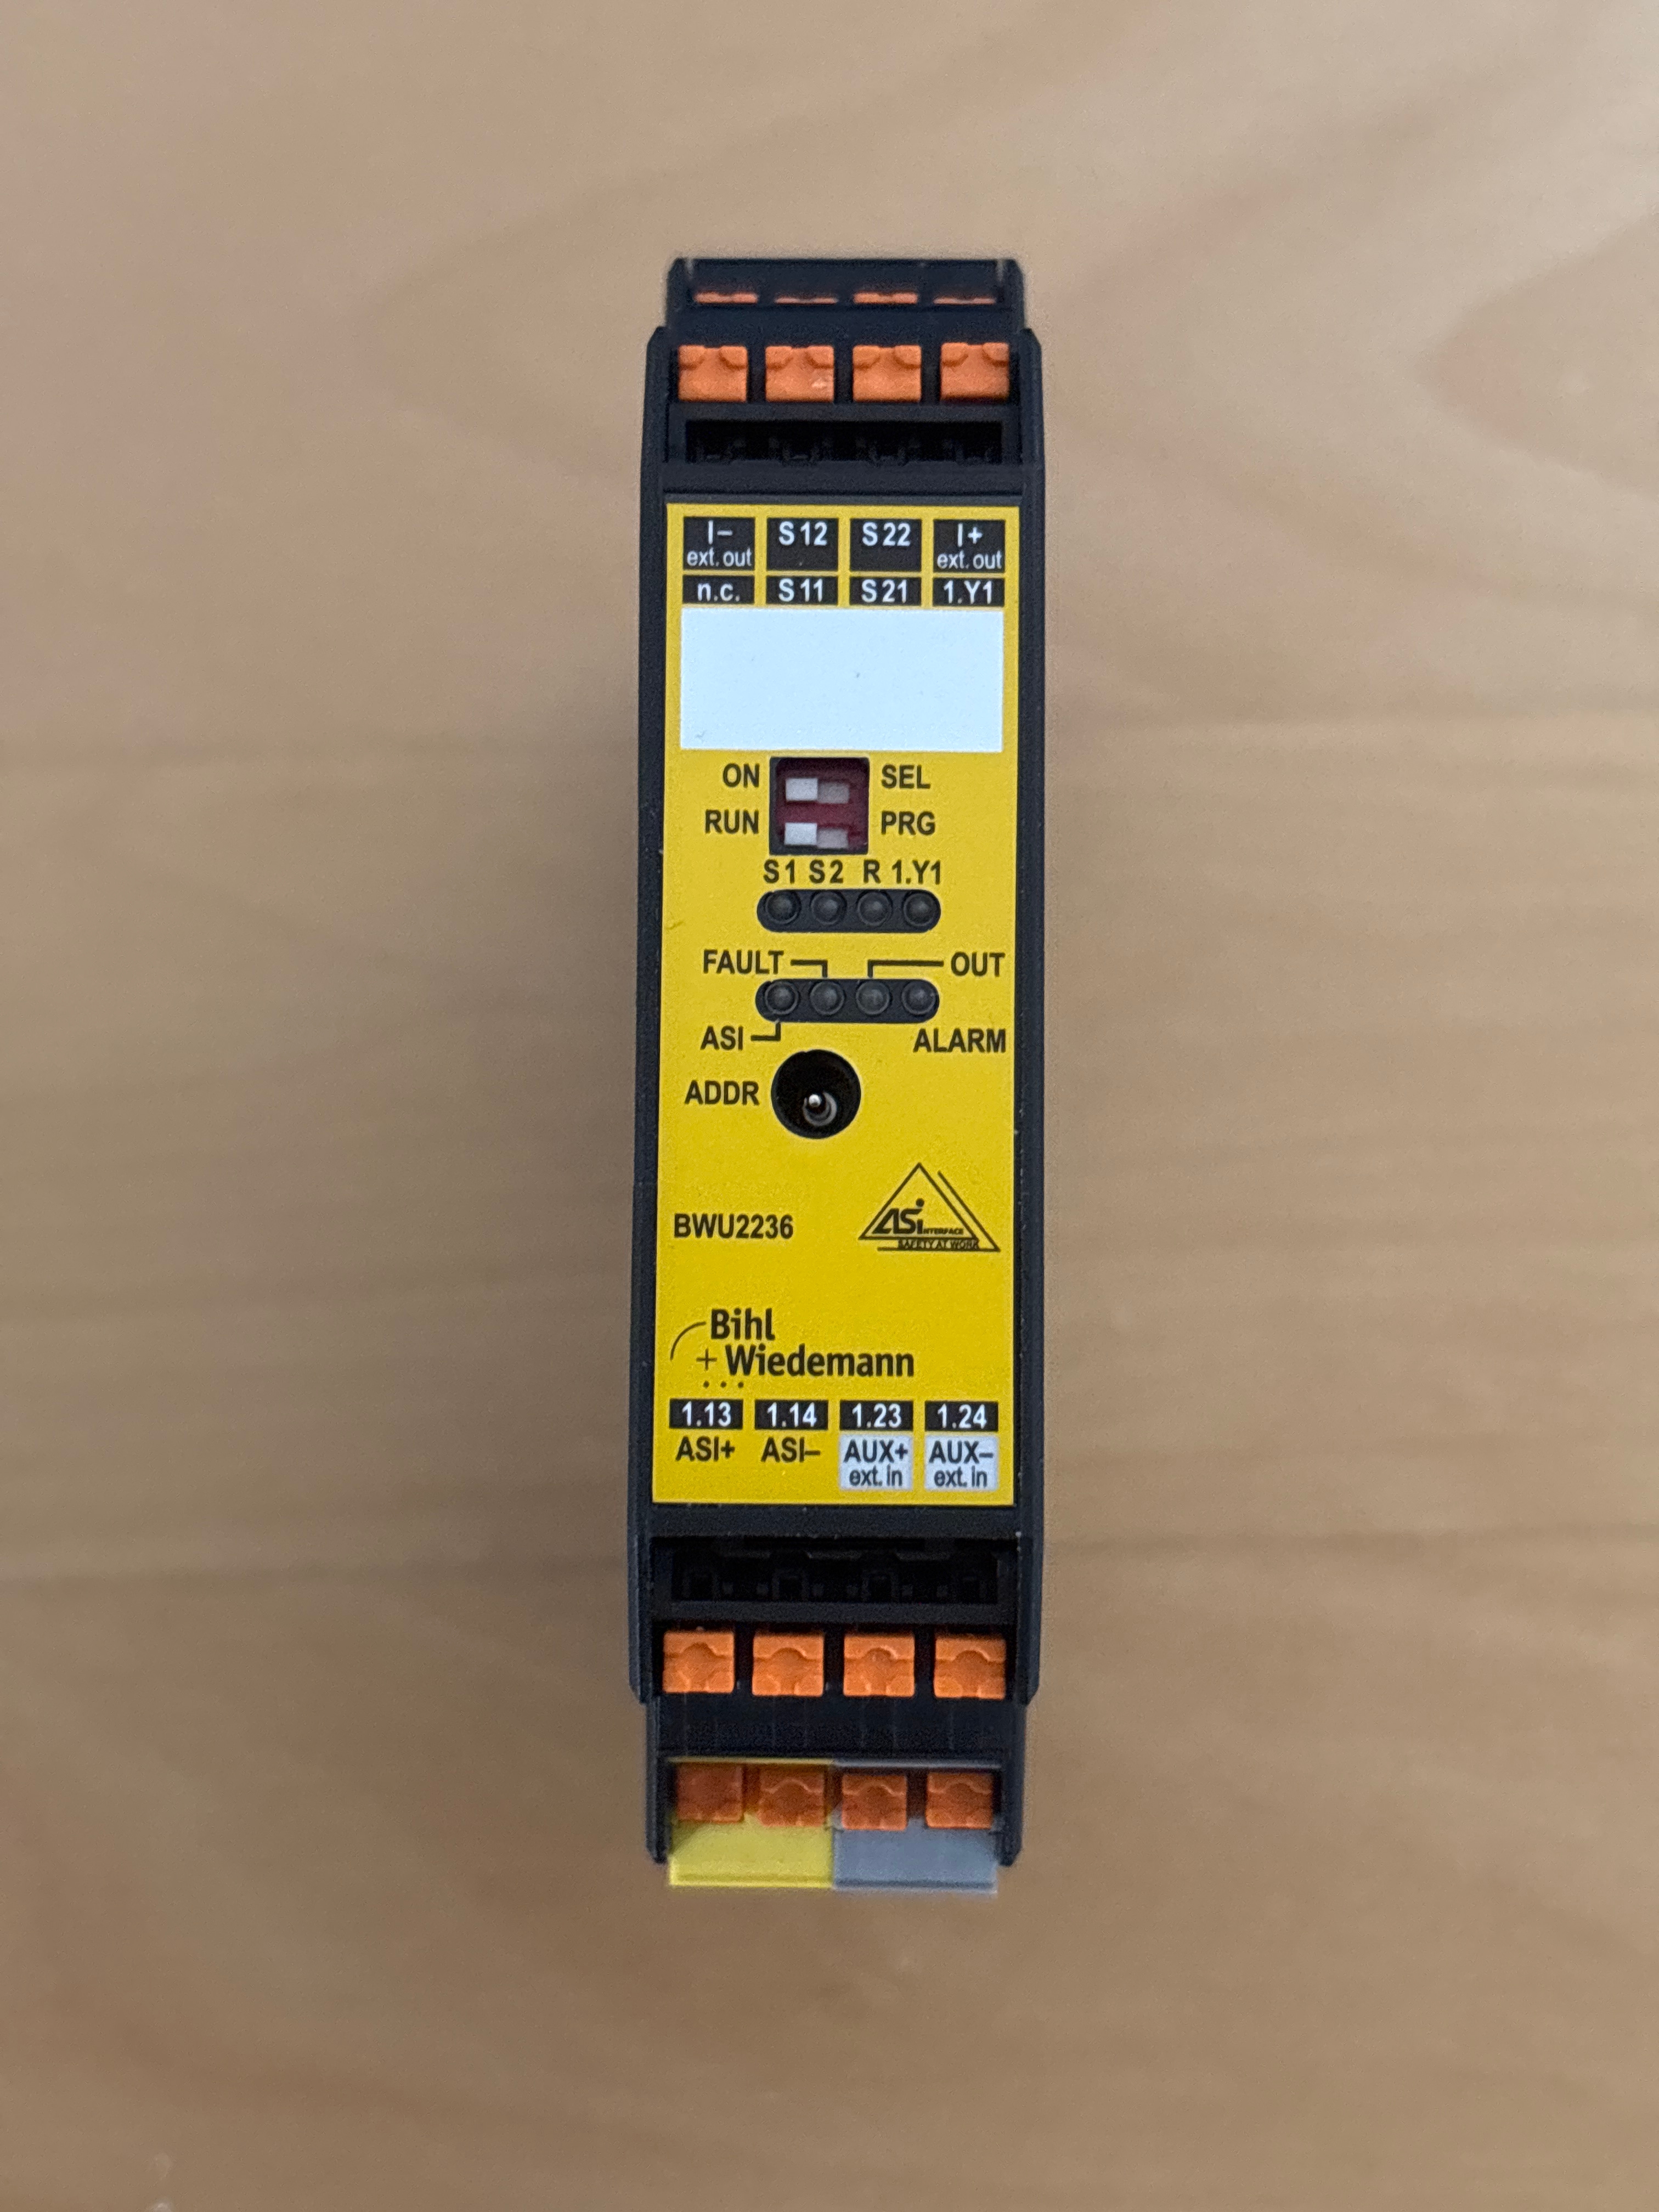 I– S12 S22 I+
ext. out ext. out
n.c. S11 S21 1.Y1
ON SEL
RUN PRG
S1 S2 R 1.Y1
FAULT OUT
ASI ALARM
ADDR
ASi INTERFACE
SAFETY AT WORK
BWU2236
Bihl
+ Wiedemann
1.13 1.14 1.23 1.24
ASI+ ASI– AUX+ AUX–
ext. in ext. in